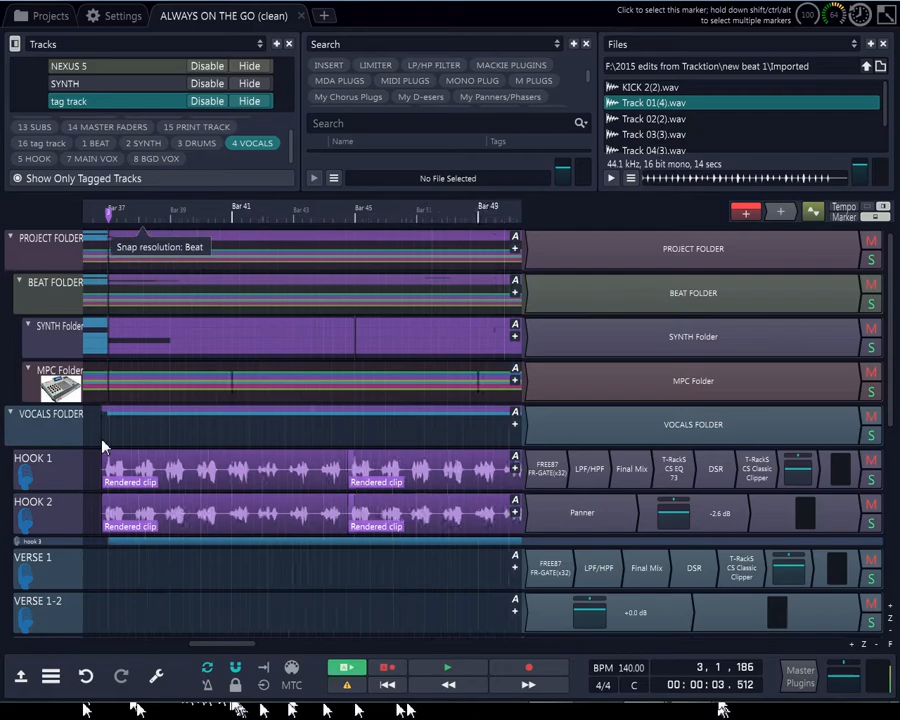 Projects
Settings
ALWAYS ON THE GO (clean)
Click to select this marker; hold down shift/ctrl/alt
to select multiple markers
100
64
Tracks
NEXUS 5 Disable Hide
SYNTH Disable Hide
tag track Disable Hide
13 SUBS 14 MASTER FADERS 15 PRINT TRACK
16 tag track 1 BEAT 2 SYNTH 3 DRUMS 4 VOCALS
5 HOOK 7 MAIN VOX 8 BGD VOX
Show Only Tagged Tracks
Search
INSERT LIMITER LP/HP FILTER MACKIE PLUGINS
MDA PLUGS MIDI PLUGS MONO PLUG M PLUGS
My Chorus Plugs My D-esers My Panners/Phasers
Search
Name Tags
No File Selected
Files
F:\2015 edits from Tracktion\new beat 1\Imported
KICK 2(2).wav
Track 01(4).wav
Track 02(2).wav
Track 03(3).wav
Track 04(3).wav
44.1 kHz, 16 bit mono, 14 secs
3 Bar 37 Bar 39 Bar 41 Bar 43 Bar 45 Bar 49
Snap resolution: Beat
Tempo
Marker
PROJECT FOLDER A PROJECT FOLDER M S
BEAT FOLDER A BEAT FOLDER M S
SYNTH Folder A SYNTH Folder M S
MPC Folder A MPC Folder M S
VOCALS FOLDER A VOCALS FOLDER M S
HOOK 1 Rendered clip Rendered clip A FREE87 FR-GATE(x32) LPF/HPF Final Mix T-RackS CS EQ 73 DSR T-RackS CS Classic Clipper M S
HOOK 2 Rendered clip Rendered clip A Panner -2.6 dB M S
hook 3
VERSE 1 A FREE87 FR-GATE(x32) LPF/HPF Final Mix DSR T-RackS CS Classic Clipper M S
VERSE 1-2 A +0.0 dB M S
+ Z -
+ Z - F
MTC
A
A
BPM 140.00 3, 1, 186
4/4 C 00: 00: 03. 512
Master
Plugins